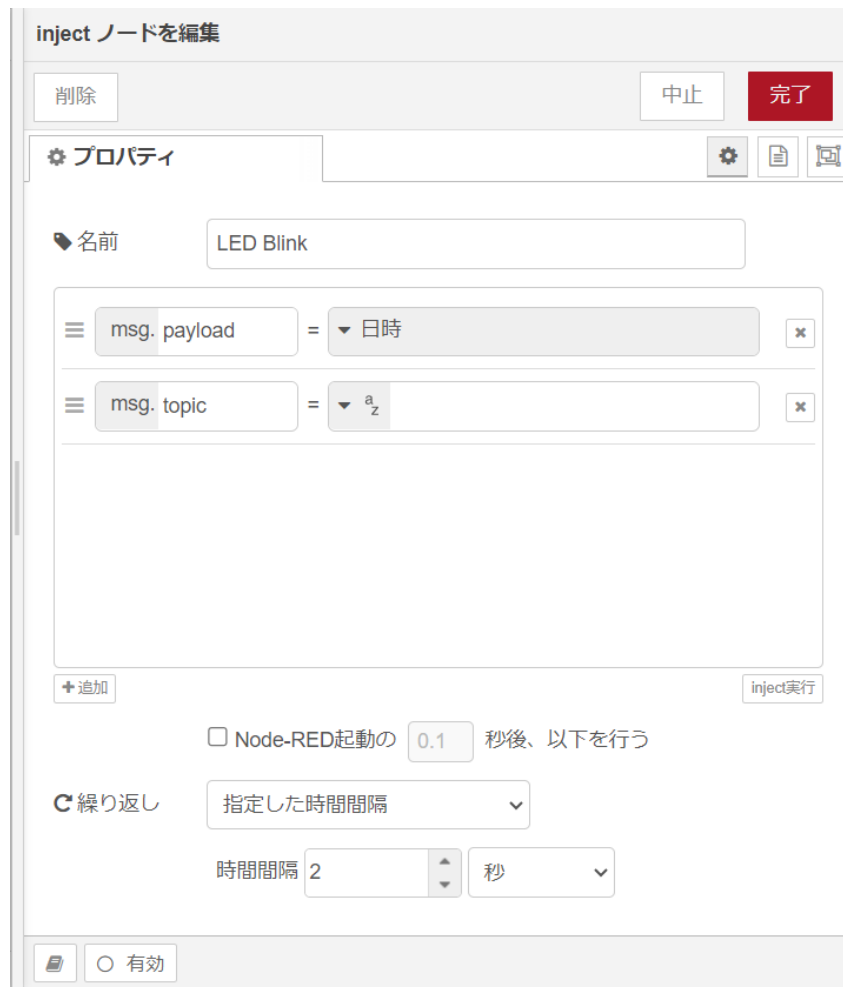 inject ノードを編集
削除 中止 完了
プロパティ
名前 LED Blink
msg. payload = 日時
msg. topic = az
追加 inject実行
Node-RED起動の 0.1 秒後、以下を行う
繰り返し 指定した時間間隔
時間間隔 2 秒
有効